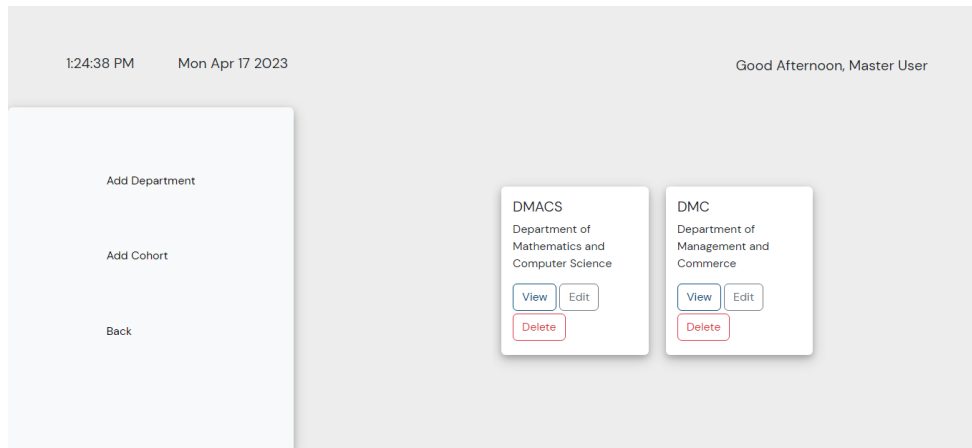 1:24:38 PM
Mon Apr 17 2023
Good Afternoon, Master User
Add Department
Add Cohort
Back
DMACS
Department of
Mathematics and
Computer Science
View
Edit
Delete
DMC
Department of
Management and
Commerce
View
Edit
Delete